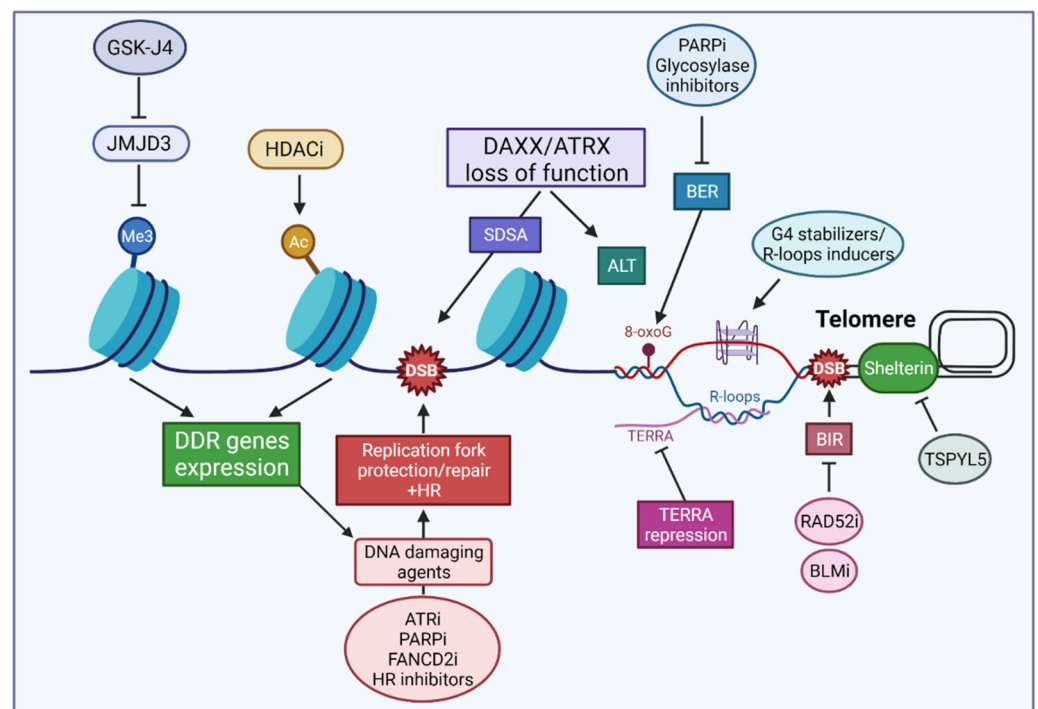 GSK-J4
JMJD3
Me3
HDACi
Ac
DAXX/ATRX
loss of function
SDSA
ALT
PARPi
Glycosylase
inhibitors
BER
G4 stabilizers/
R-loops inducers
8-oxoG
Telomere
DSB
DSB
Shelterin
R-loops
TERRA
BIR
TSPYL5
DDR genes
expression
Replication fork
protection/repair
+HR
TERRA
repression
RAD52i
BLMi
DNA damaging
agents
ATRi
PARPi
FANCD2i
HR inhibitors